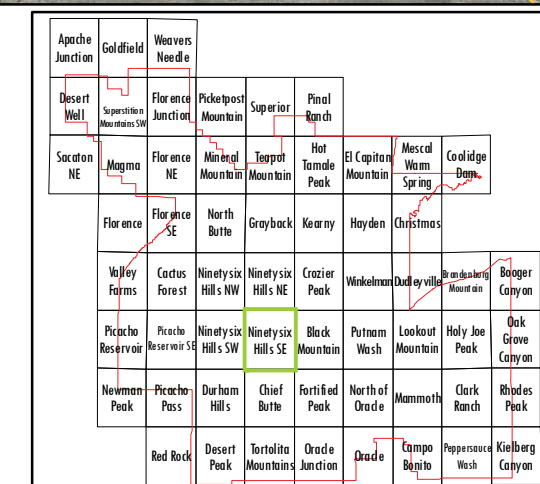 Apache Junction
Goldfield
Weavers Needle
Desert Well
Superstition Mountains SW
Florence Junction
Picketpost Mountain
Superior
Pinal Ranch
Sacaton NE
Magma
Florence NE
Mineral Mountain
Teapot Mountain
Hot Tamale Peak
El Capitan Mountain
Mescal Warm Spring
Coolidge Dam
Florence
Florence SE
North Butte
Grayback
Kearny
Hayden
Christmas
Valley Farms
Cactus Forest
Ninetysix Hills NW
Ninetysix Hills NE
Crozier Peak
Winkelman
Dudleyville
Brandenburg Mountain
Booger Canyon
Picacho Reservoir
Picacho Reservoir SE
Ninetysix Hills SW
Ninetysix Hills SE
Black Mountain
Putnam Wash
Lookout Mountain
Holy Joe Peak
Oak Grove Canyon
Newman Peak
Picacho Pass
Durham Hills
Chief Butte
Fortified Peak
North of Oracle
Mammoth
Clark Ranch
Rhodes Peak
Red Rock
Desert Peak
Tortolita Mountains
Oracle Junction
Oracle
Campo Bonito
Peppersauce Wash
Kielberg Canyon